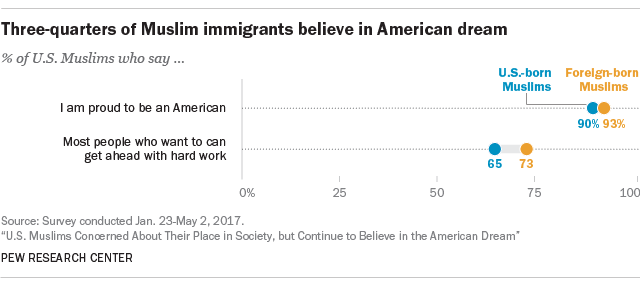 Three-quarters of Muslim immigrants believe in American dream
% of U.S. Muslims who say ...
U.S.-born Muslims
Foreign-born Muslims
I am proud to be an American
90% 93%
Most people who want to can
get ahead with hard work
65 73
0% 25 50 75 100
Source: Survey conducted Jan. 23-May 2, 2017.
“U.S. Muslims Concerned About Their Place in Society, but Continue to Believe in the American Dream”
PEW RESEARCH CENTER